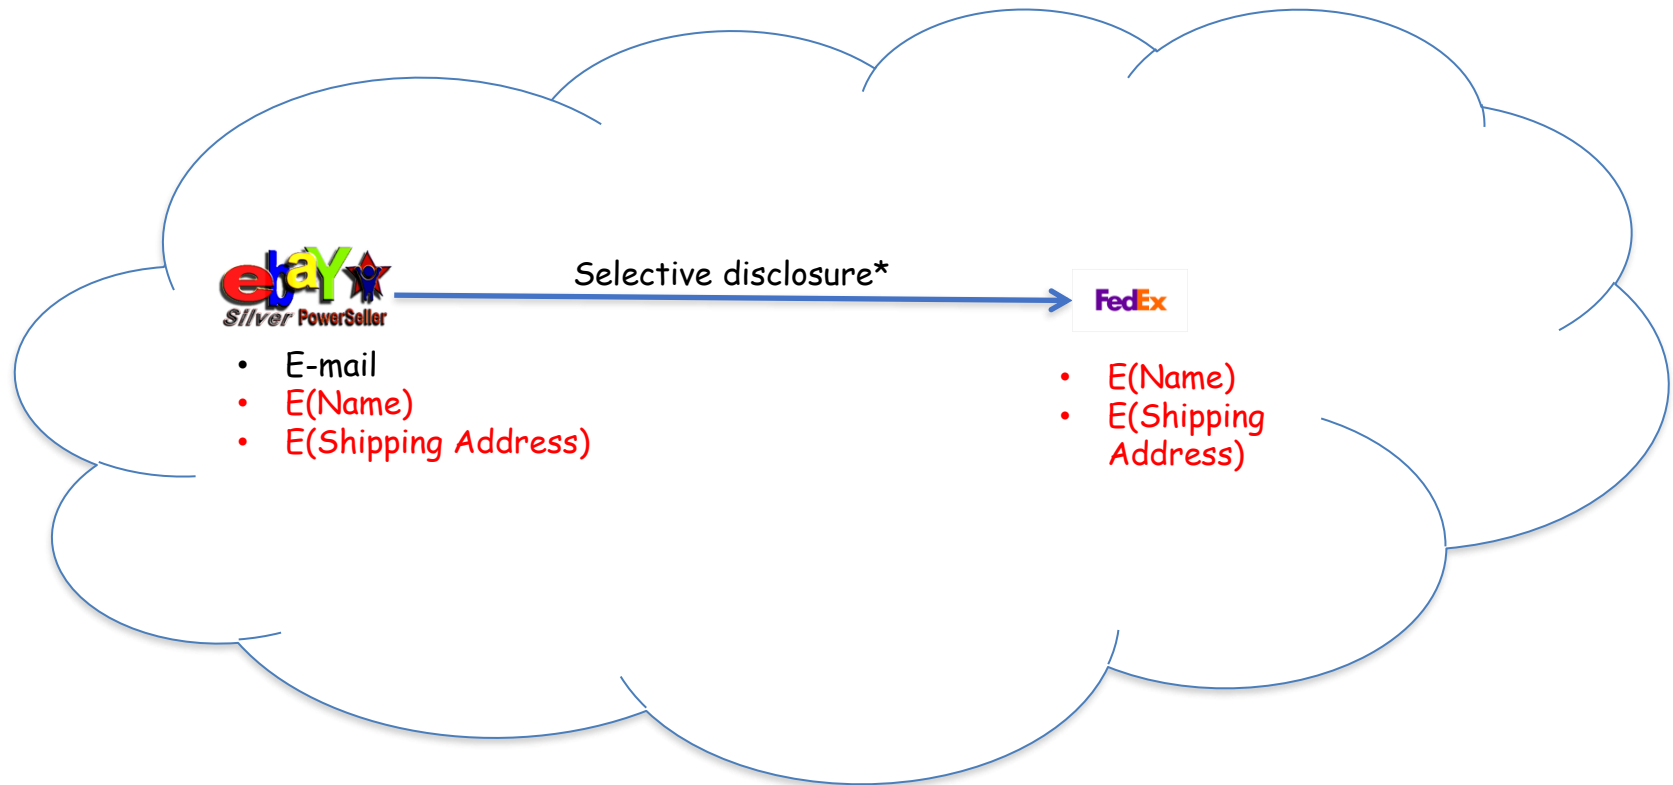 ebaY
Silver PowerSeller
Selective disclosure*
FedEx
• E-mail
• E(Name)
• E(Shipping Address)
• E(Name)
• E(Shipping
Address)